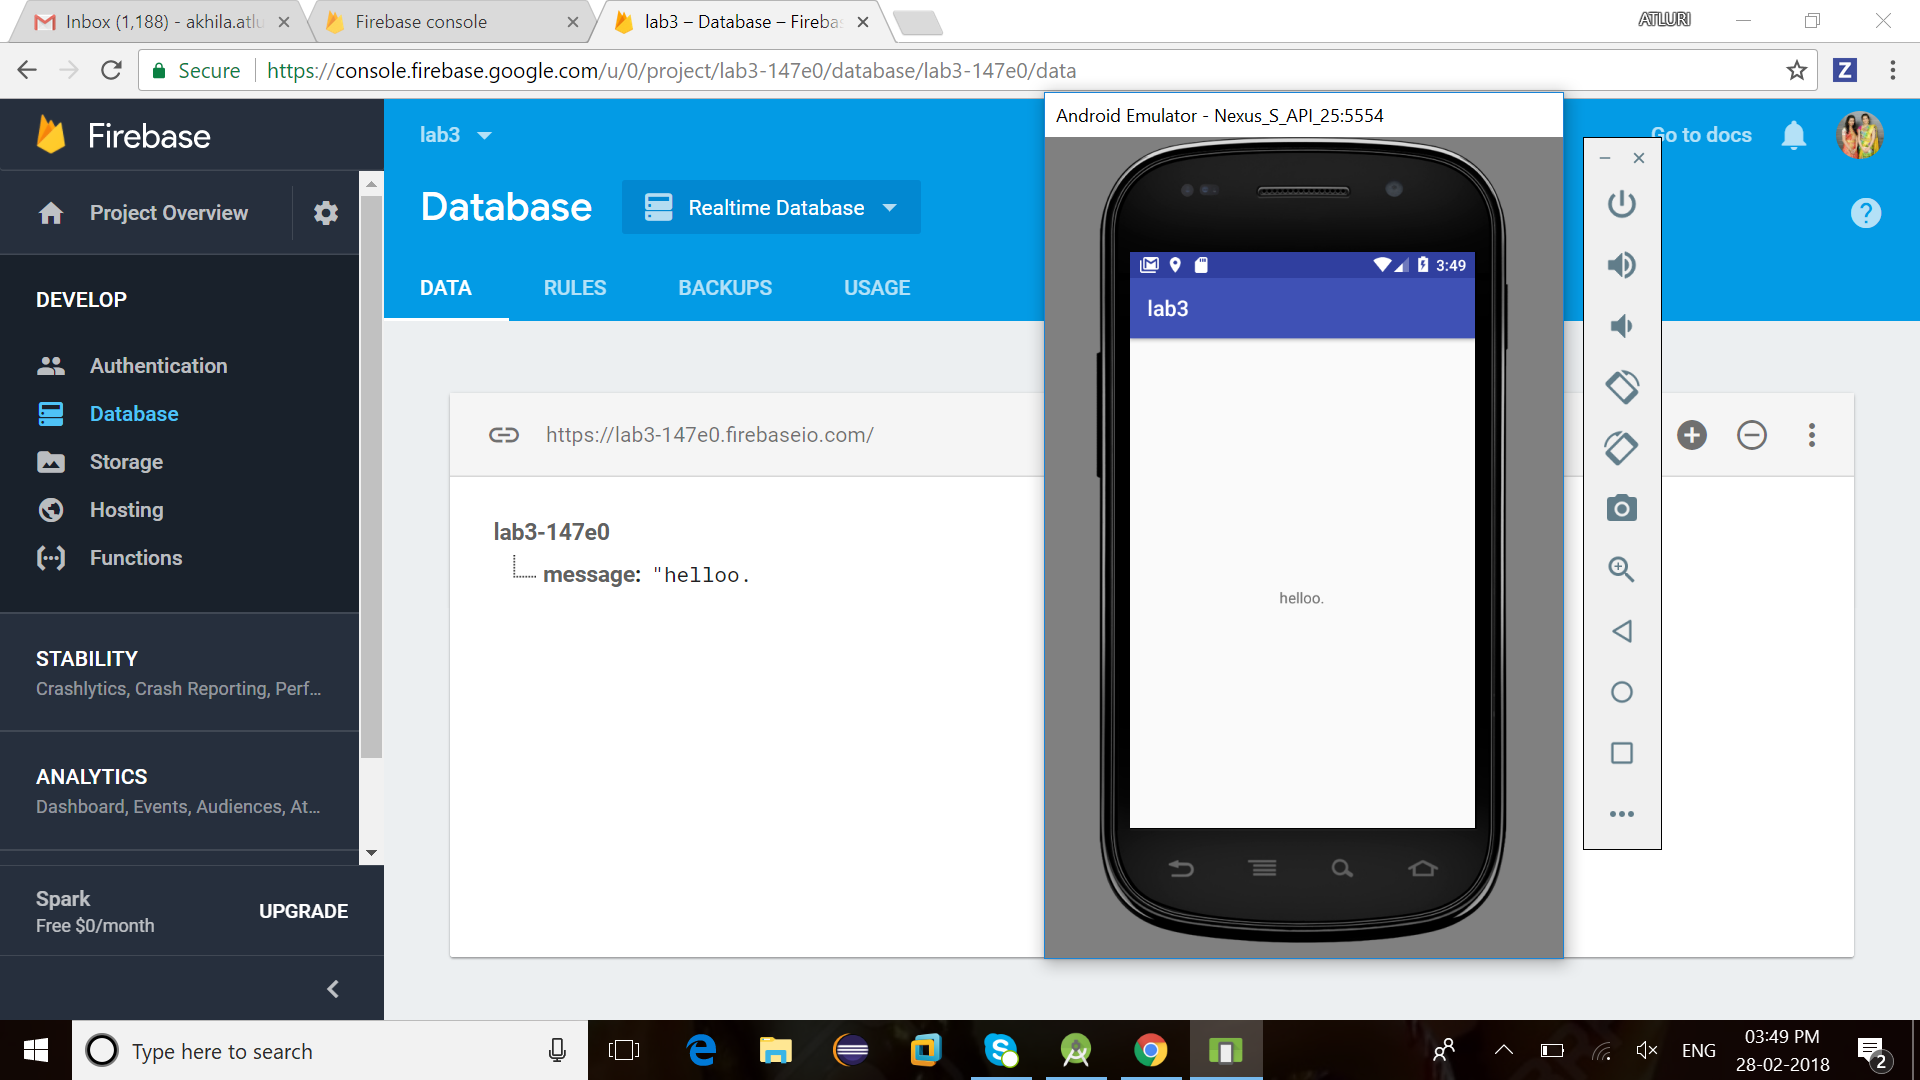 Inbox (1,188) - akhila.atlu
Firebase console
lab3 – Database – Fireba
ATLURI
Secure
https://console.firebase.google.com/u/0/project/lab3-147e0/database/lab3-147e0/data
Z
Firebase
lab3
Android Emulator - Nexus_S_API_25:5554
Go to docs
Project Overview
Database
Realtime Database
?
DATA
RULES
BACKUPS
USAGE
3:49
lab3
DEVELOP
Authentication
Database
Storage
Hosting
Functions
https://lab3-147e0.firebaseio.com/
lab3-147e0
message: "helloo.
helloo.
STABILITY
Crashlytics, Crash Reporting, Perf...
ANALYTICS
Dashboard, Events, Audiences, At...
Spark
Free $0/month
UPGRADE
Type here to search
ENG
03:49 PM
28-02-2018
2